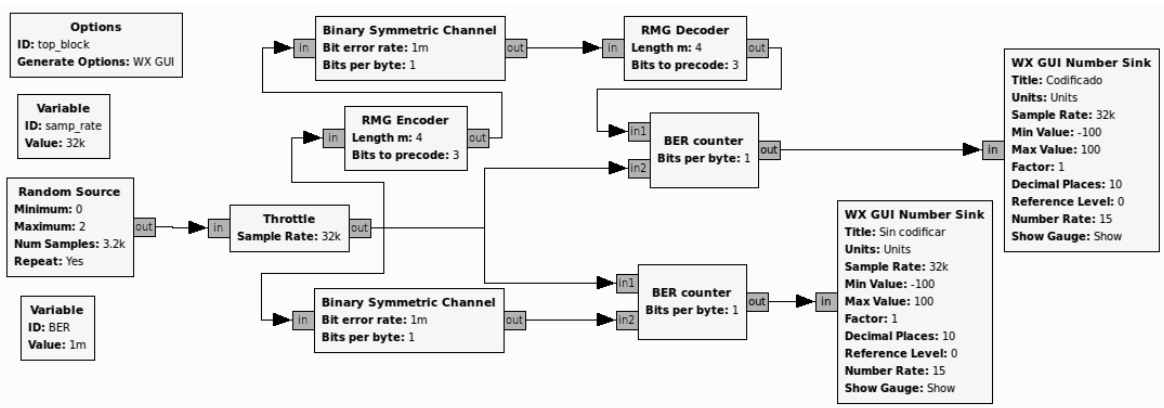 Options
ID: top_block
Generate Options: WX GUI
Variable
ID: samp_rate
Value: 32k
Random Source
Minimum: 0
Maximum: 2
Num Samples: 3.2k
Repeat: Yes
out
Variable
ID: BER
Value: 1m
in
Throttle
Sample Rate: 32k
out
in
Binary Symmetric Channel
Bit error rate: 1m
Bits per byte: 1
out
in
RMG Encoder
Length m: 4
Bits to precode: 3
out
in
Binary Symmetric Channel
Bit error rate: 1m
Bits per byte: 1
out
in
RMG Decoder
Length m: 4
Bits to precode: 3
out
in1
in2
BER counter
Bits per byte: 1
out
in1
in2
BER counter
Bits per byte: 1
out
in
WX GUI Number Sink
Title: Codificado
Units: Units
Sample Rate: 32k
Min Value: -100
Max Value: 100
Factor: 1
Decimal Places: 10
Reference Level: 0
Number Rate: 15
Show Gauge: Show
in
WX GUI Number Sink
Title: Sin codificar
Units: Units
Sample Rate: 32k
Min Value: -100
Max Value: 100
Factor: 1
Decimal Places: 10
Reference Level: 0
Number Rate: 15
Show Gauge: Show